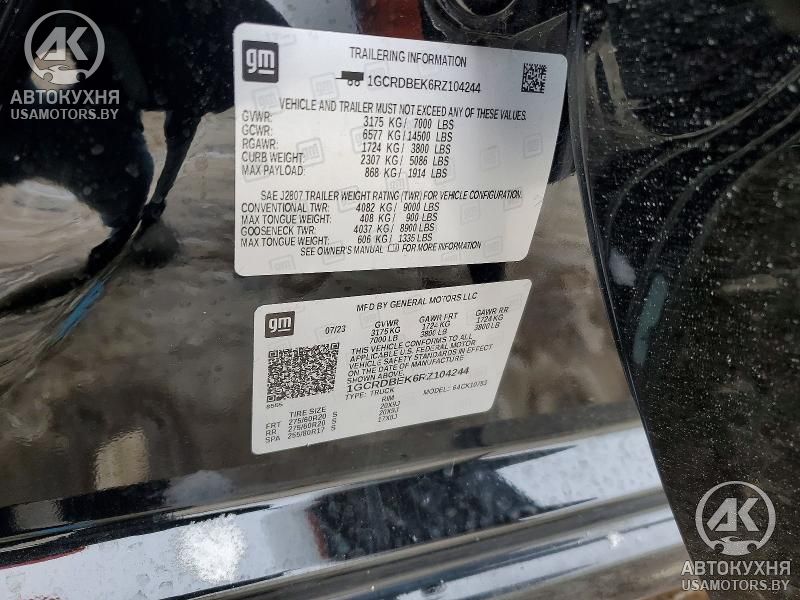 AK
АВТОКУХНЯ
USAMOTORS.BY
gm
TRAILERING INFORMATION
1GCRDBEK6RZ104244
VEHICLE AND TRAILER MUST NOT EXCEED ANY OF THESE VALUES.
GVWR: 3175 KG / 7000 LBS
GCWR: 6577 KG / 14500 LBS
RGAWR: 1724 KG / 3800 LBS
CURB WEIGHT: 2307 KG / 5086 LBS
MAX PAYLOAD: 868 KG / 1914 LBS
SAE J2807 TRAILER WEIGHT RATING (TWR) FOR VEHICLE CONFIGURATION:
CONVENTIONAL TWR: 4082 KG / 9000 LBS
MAX TONGUE WEIGHT: 408 KG / 900 LBS
GOOSENECK TWR: 4037 KG / 8900 LBS
MAX TONGUE WEIGHT: 606 KG / 1335 LBS
SEE OWNER'S MANUAL FOR MORE INFORMATION
gm
MFD BY GENERAL MOTORS LLC
07/23 GVWR GAWR FRT GAWR RR
3175KG 1724 KG 1724 KG
7000 LB 3800 LB 3800 LB
THIS VEHICLE CONFORMS TO ALL
APPLICABLE U.S. FEDERAL MOTOR
VEHICLE SAFETY STANDARDS IN EFFECT
ON THE DATE OF MANUFACTURE
SHOWN ABOVE.
1GCRDBEK6RZ104244
TYPE: TRUCK MODEL:
TIRE SIZE RIM
FRT 275/60R20 S 20X9J
RR 275/60R20 S 20X9J
SPA 255/80R17 S 17X8J
AK
АВТОКУХНЯ
USAMOTORS.BY